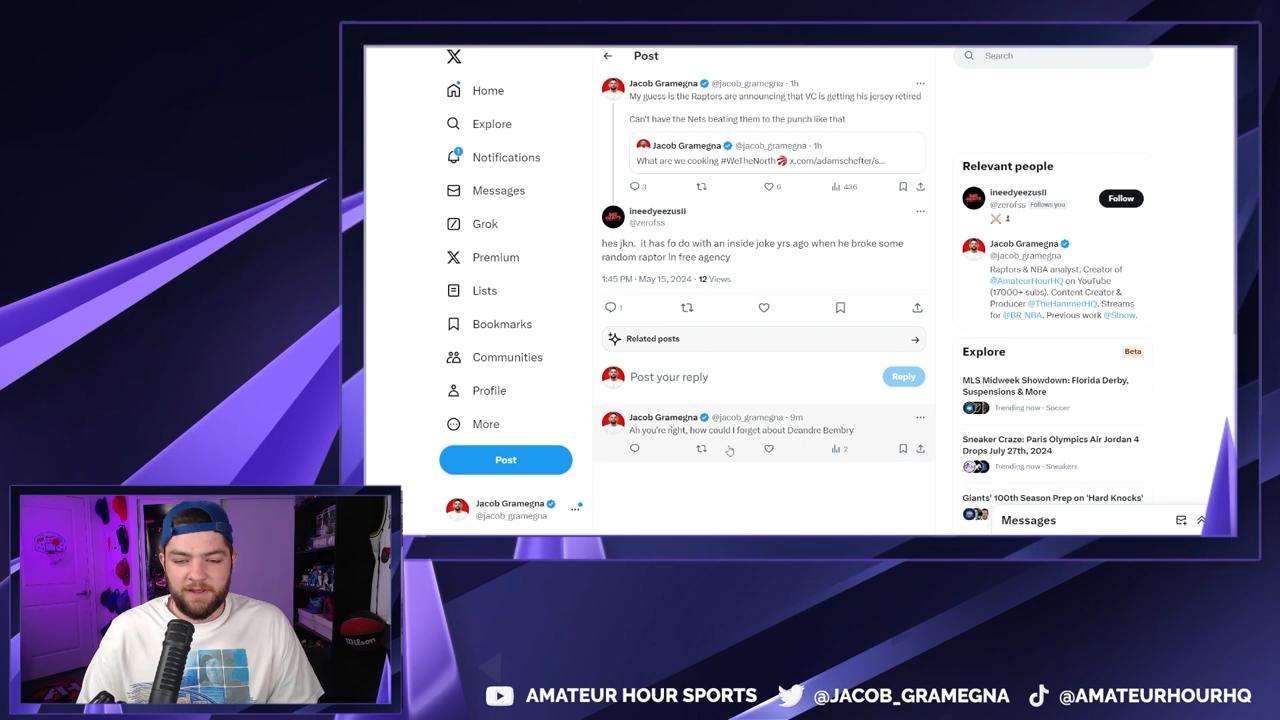 Home
Explore
Notifications
1
Messages
Grok
Premium
Lists
Bookmarks
Communities
Profile
More
Post
Jacob Gramegna
@jacob_gramegna
Post
Jacob Gramegna @jacob_gramegna · 1h
My guess is the Raptors are announcing that VC is getting his jersey retired
Can't have the Nets beating them to the punch like that
Jacob Gramegna @jacob_gramegna · 1h
What are we cooking #WeTheNorth x.com/adamschefter/s...
3 6 436
ineedyeezusII
@zerofss
hes jkn. it has fo do with an inside joke yrs ago when he broke some
random raptor in free agency
1:45 PM · May 15, 2024 · 12 Views
1
Related posts
Post your reply
Reply
Jacob Gramegna @jacob_gramegna · 9m
Ah you're right, how could I forget about Deandre Bembry
2
Search
Relevant people
ineedyeezusII
@zerofss Follows you
Follow
Jacob Gramegna
@jacob_gramegna
Raptors & NBA analyst. Creator of
@AmateurHourHQ on YouTube
(17000+ subs). Content Creator &
Producer @TheHammerHQ. Streams
for @BR_NBA. Previous work @SInow.
Explore
Beta
MLS Midweek Showdown: Florida Derby,
Suspensions & More
Trending now · Soccer
Sneaker Craze: Paris Olympics Air Jordan 4
Drops July 27th, 2024
Trending now · Sneakers
Giants' 100th Season Prep on 'Hard Knocks'
Messages
Wilson
AMATEUR HOUR SPORTS @JACOB_GRAMEGNA @AMATEURHOURHQ